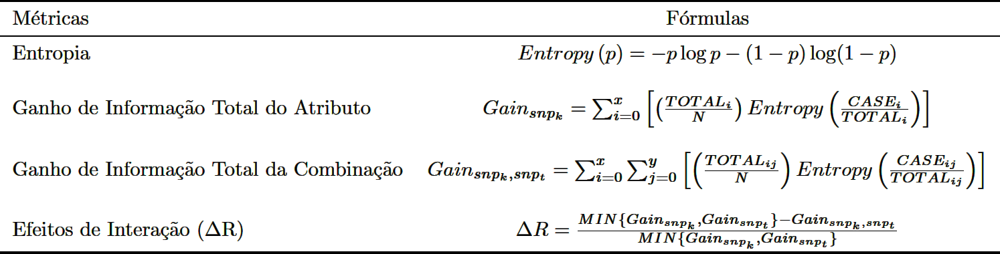 Métricas Fórmulas
Entropia $Entropy\,(p) = -p \log p - (1-p) \log(1-p)$
Ganho de Informação Total do Atributo $Gain_{snp_k} = \sum_{i=0}^{x} \left[ \left( \frac{TOTAL_i}{N} \right) Entropy \left( \frac{CASE_i}{TOTAL_i} \right) \right]$
Ganho de Informação Total da Combinação $Gain_{snp_k,snp_t} = \sum_{i=0}^{x} \sum_{j=0}^{y} \left[ \left( \frac{TOTAL_{ij}}{N} \right) Entropy \left( \frac{CASE_{ij}}{TOTAL_{ij}} \right) \right]$
Efeitos de Interação (ΔR) $\Delta R = \frac{MIN\{Gain_{snp_k},Gain_{snp_t}\}-Gain_{snp_k,snp_t}}{MIN\{Gain_{snp_k},Gain_{snp_t}\}}$